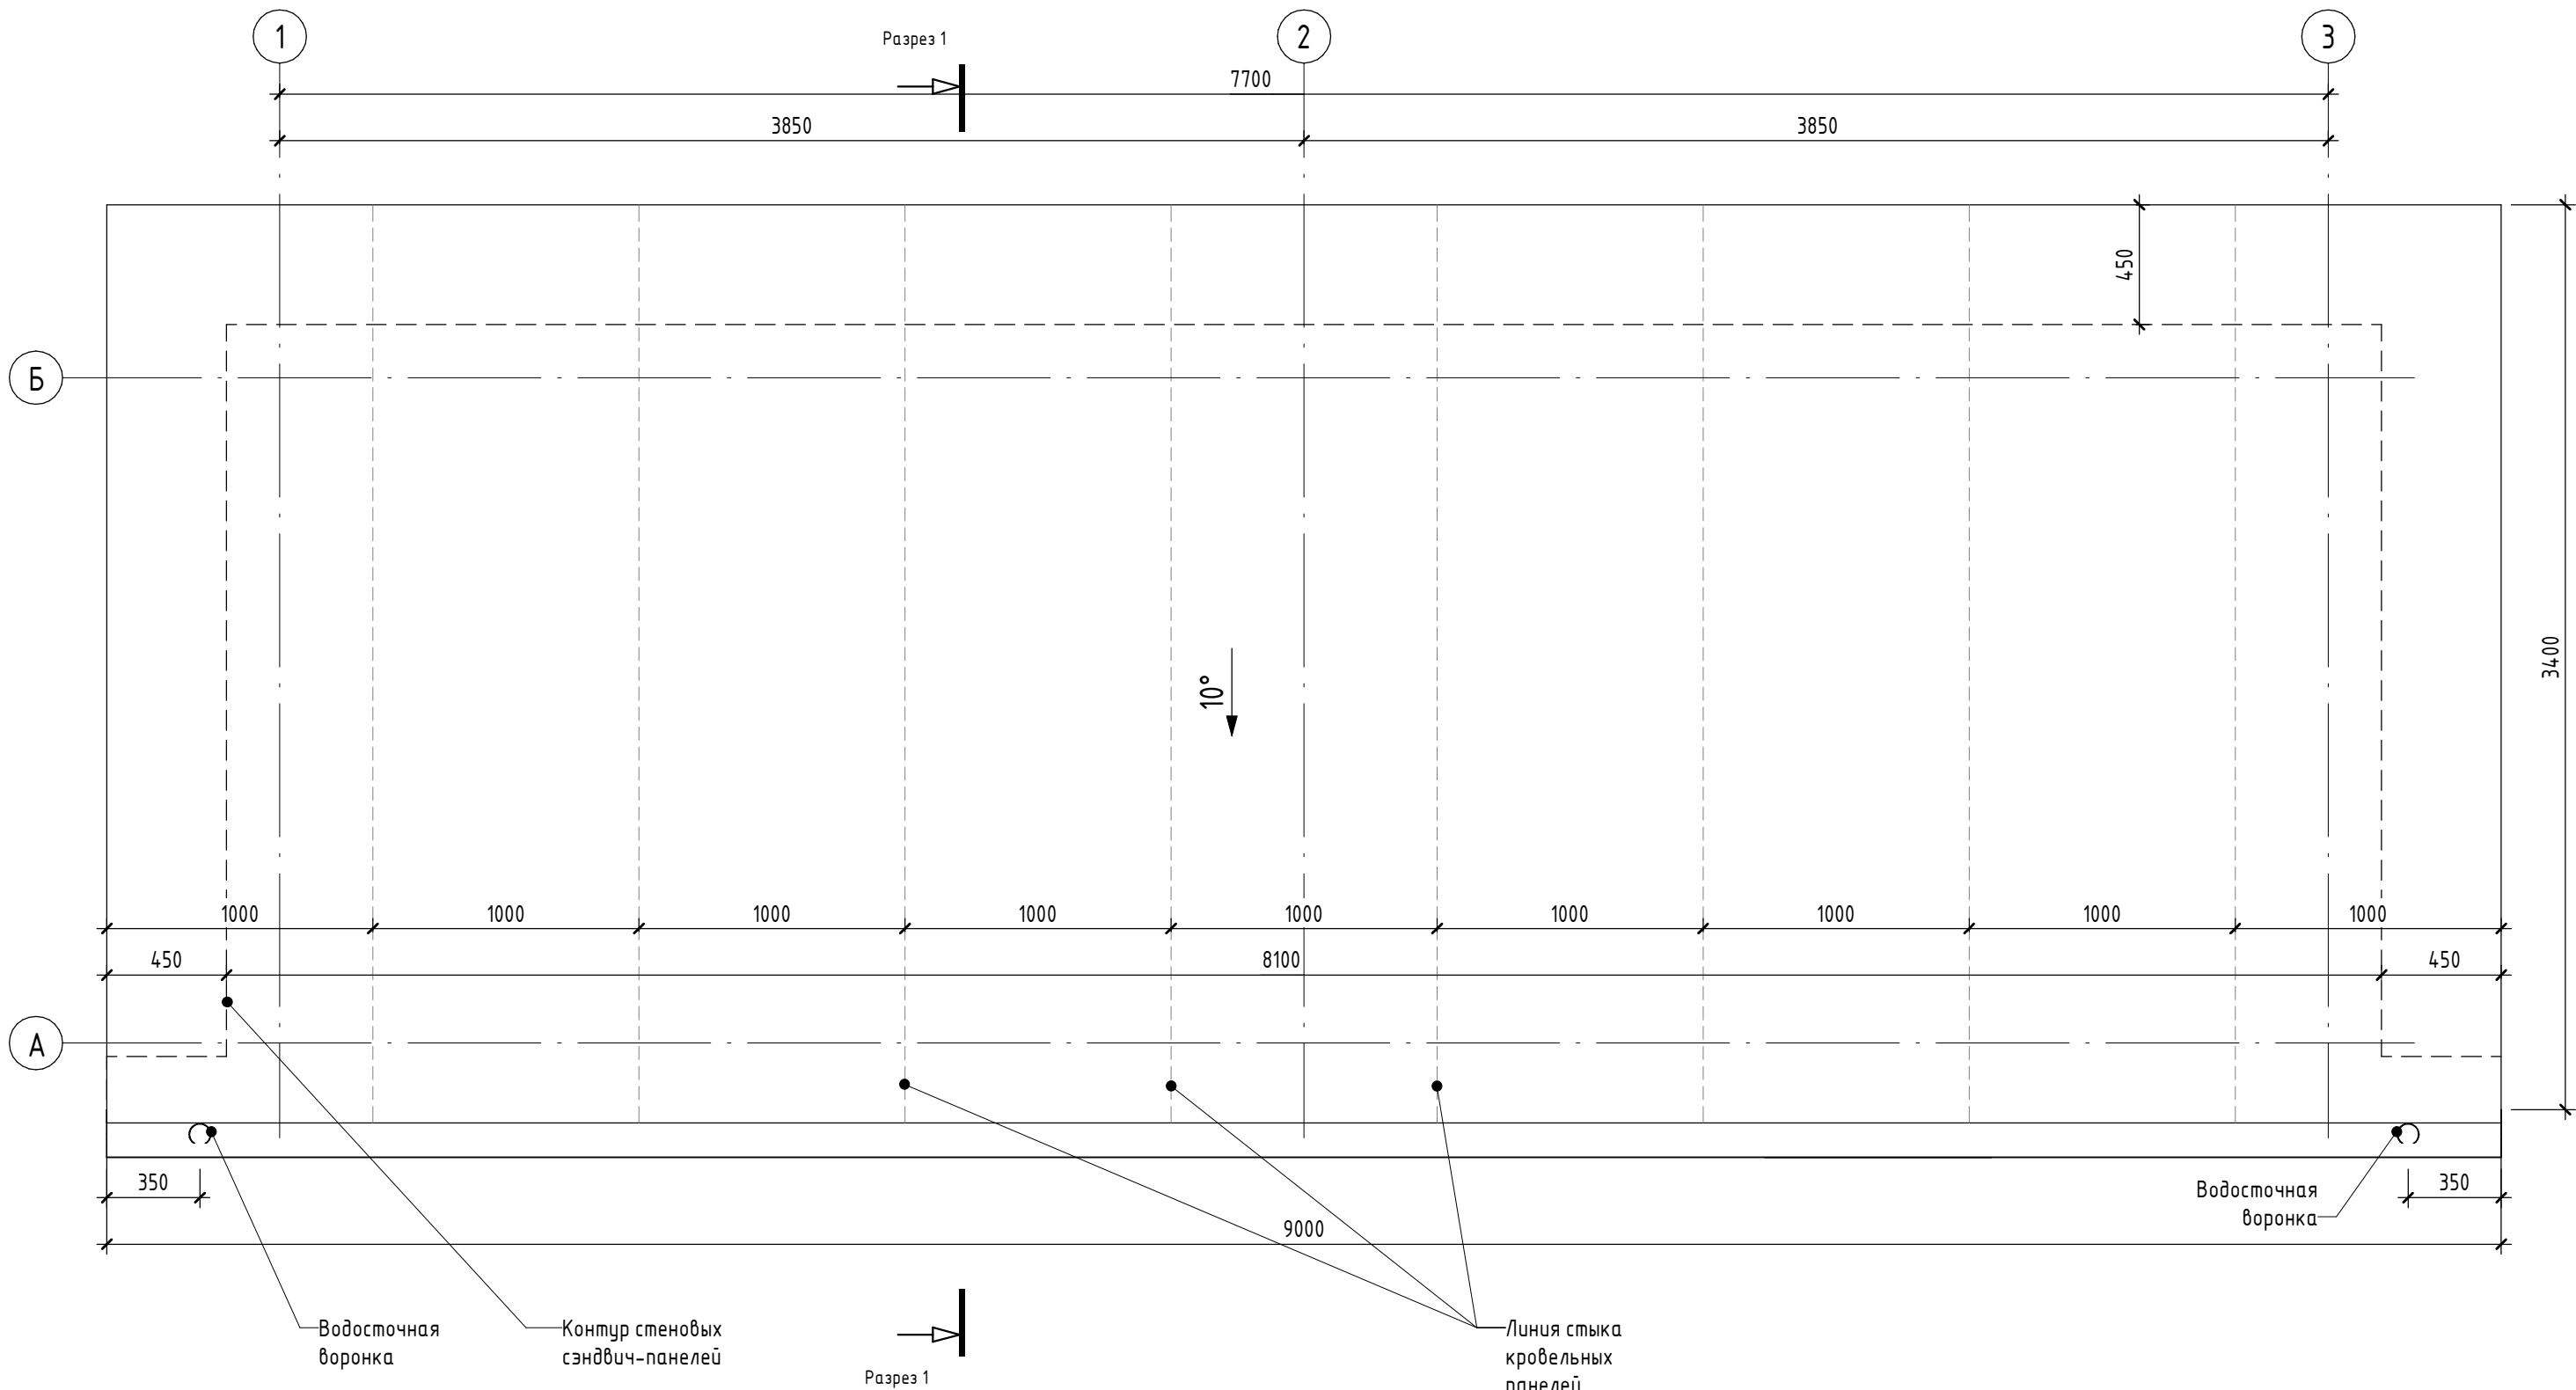 1
Разрез 1
2
3
7700
3850
3850
450
Б
3400
10°
1000
1000
1000
1000
1000
1000
1000
1000
1000
450
8100
450
А
350
Водосточная
воронка
350
9000
Водосточная
воронка
Контур стеновых
сэндвич-панелей
Линия стыка
кровельных
панелей
Разрез 1